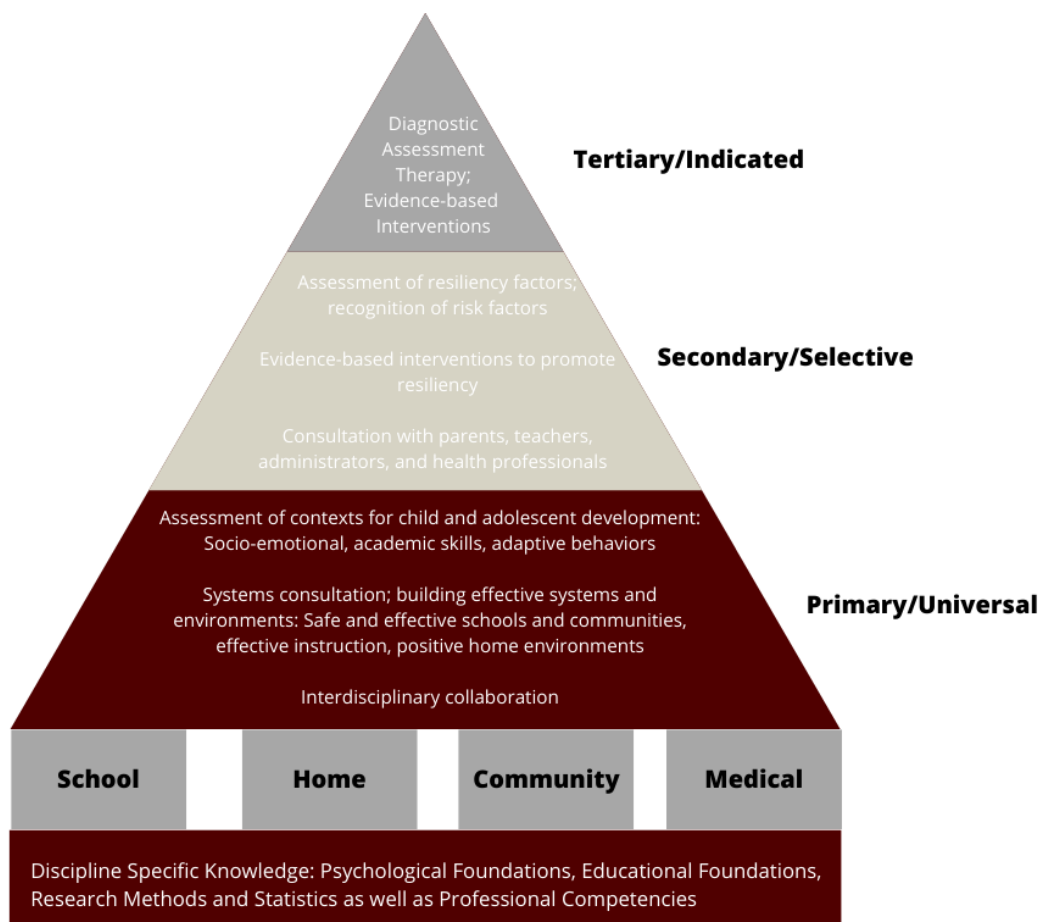 Diagnostic
Assessment
Therapy;
Evidence-based
Interventions
Tertiary/Indicated
Assessment of resiliency factors;
recognition of risk factors
Evidence-based interventions to promote
resiliency
Consultation with parents, teachers,
administrators, and health professionals
Secondary/Selective
Assessment of contexts for child and adolescent development:
Socio-emotional, academic skills, adaptive behaviors
Systems consultation; building effective systems and
environments: Safe and effective schools and communities,
effective instruction, positive home environments
Interdisciplinary collaboration
Primary/Universal
School
Home
Community
Medical
Discipline Specific Knowledge: Psychological Foundations, Educational Foundations,
Research Methods and Statistics as well as Professional Competencies